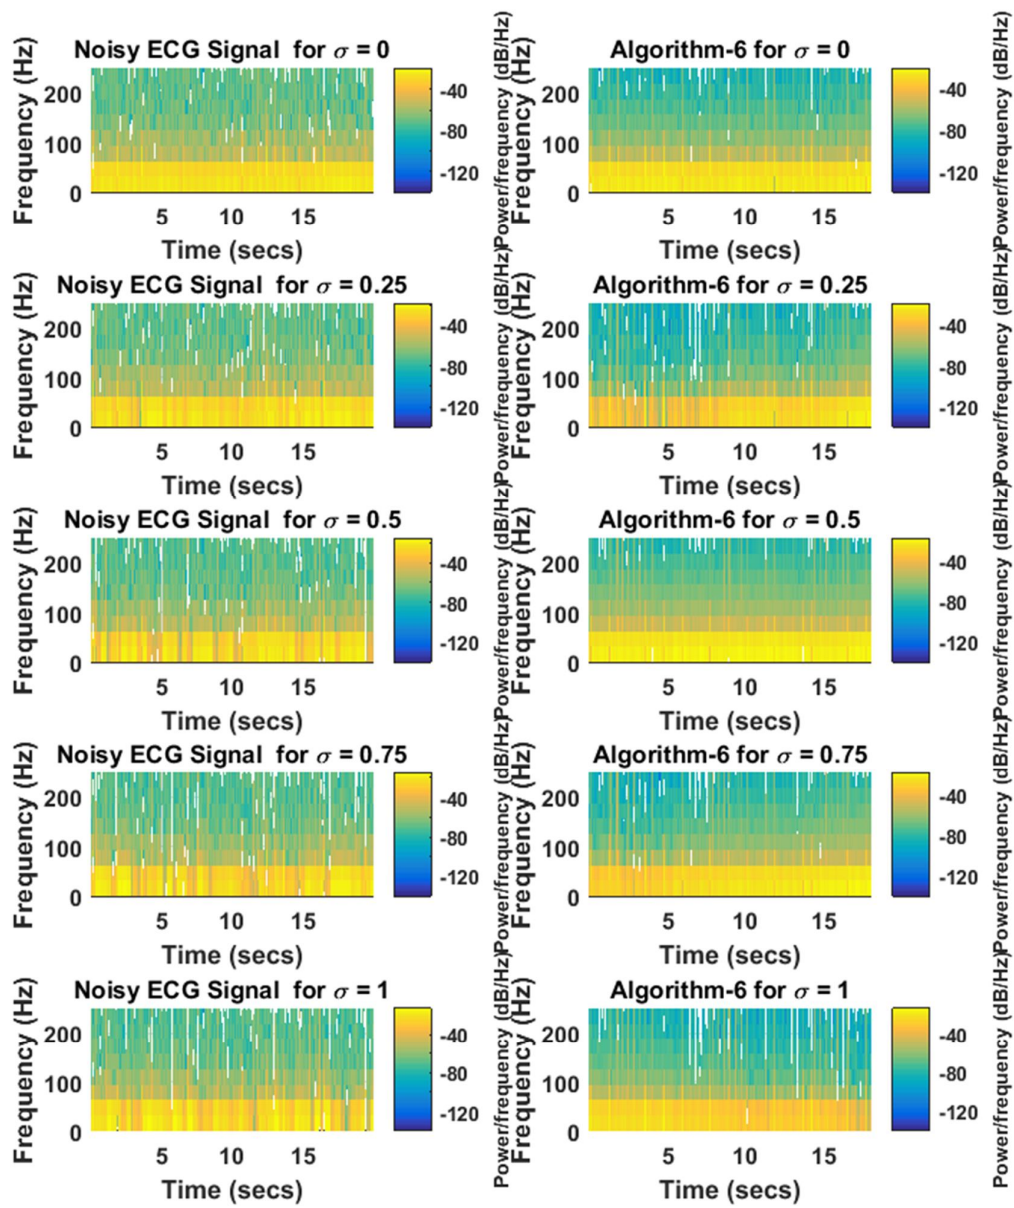 Noisy ECG Signal for σ = 0
Frequency (Hz)
200
100
0
5 10 15
Time (secs)
-40
-80
-120
Power/frequency (dB/Hz)
Algorithm-6 for σ = 0
Frequency (Hz)
200
100
0
5 10 15
Time (secs)
-40
-80
-120
Power/frequency (dB/Hz)
Noisy ECG Signal for σ = 0.25
Frequency (Hz)
200
100
0
5 10 15
Time (secs)
-40
-80
-120
Power/frequency (dB/Hz)
Algorithm-6 for σ = 0.25
Frequency (Hz)
200
100
0
5 10 15
Time (secs)
-40
-80
-120
Power/frequency (dB/Hz)
Noisy ECG Signal for σ = 0.5
Frequency (Hz)
200
100
0
5 10 15
Time (secs)
-40
-80
-120
Power/frequency (dB/Hz)
Algorithm-6 for σ = 0.5
Frequency (Hz)
200
100
0
5 10 15
Time (secs)
-40
-80
-120
Power/frequency (dB/Hz)
Noisy ECG Signal for σ = 0.75
Frequency (Hz)
200
100
0
5 10 15
Time (secs)
-40
-80
-120
Power/frequency (dB/Hz)
Algorithm-6 for σ = 0.75
Frequency (Hz)
200
100
0
5 10 15
Time (secs)
-40
-80
-120
Power/frequency (dB/Hz)
Noisy ECG Signal for σ = 1
Frequency (Hz)
200
100
0
5 10 15
Time (secs)
-40
-80
-120
Power/frequency (dB/Hz)
Algorithm-6 for σ = 1
Frequency (Hz)
200
100
0
5 10 15
Time (secs)
-40
-80
-120
Power/frequency (dB/Hz)